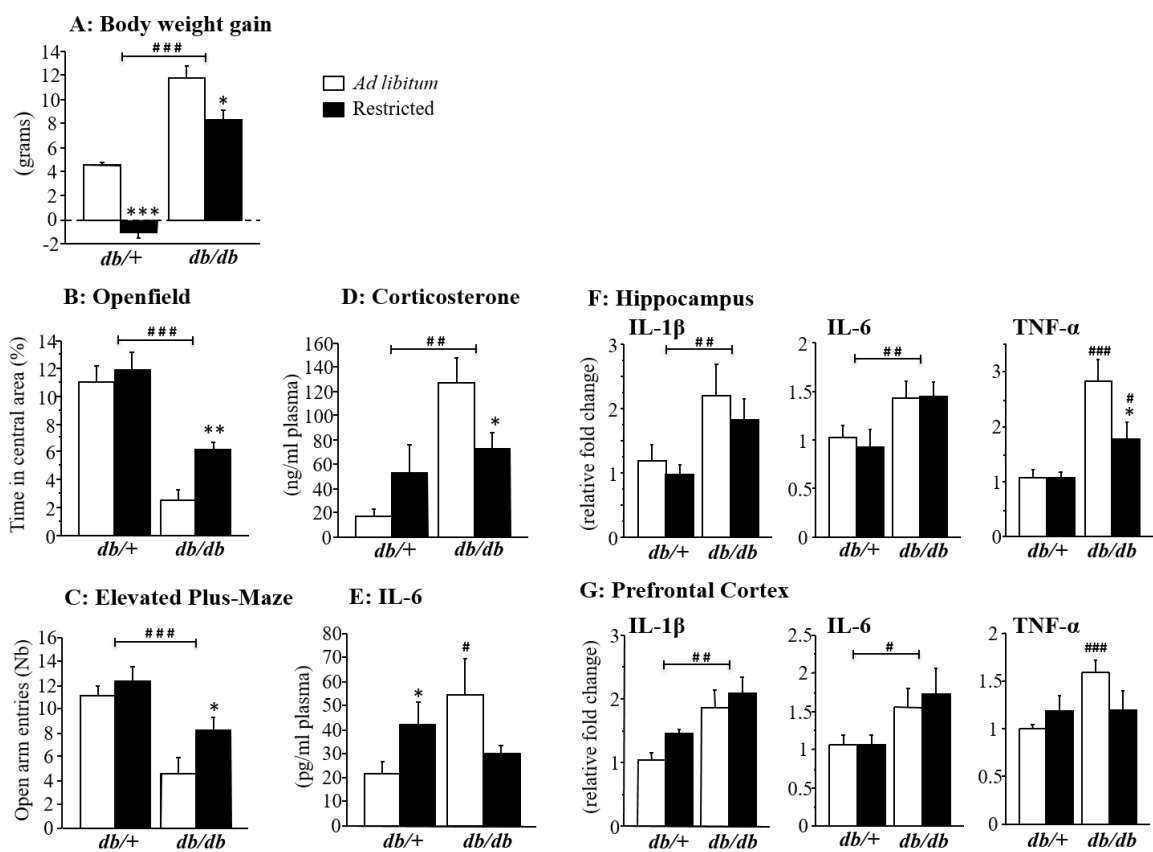 A: Body weight gain
(grams)
14
12
10
8
6
4
2
0
-2
###
***
*
db/+
db/db
Ad libitum
Restricted
B: Openfield
Time in central area (%)
14
12
10
8
6
4
2
0
###
**
db/+
db/db
D: Corticosterone
(ng/ml plasma)
160
140
120
100
80
60
40
20
0
##
*
db/+
db/db
F: Hippocampus
IL-1β
(relative fold change)
3
2
1
0
##
db/+
db/db
IL-6
2
1.5
1
0.5
0
##
db/+
db/db
TNF-α
3
2
1
0
###
#
*
db/+
db/db
C: Elevated Plus-Maze
Open arm entries (Nb)
16
14
12
10
8
6
4
2
0
###
*
db/+
db/db
E: IL-6
(pg/ml plasma)
80
70
60
50
40
30
20
10
0
*
#
db/+
db/db
G: Prefrontal Cortex
IL-1β
(relative fold change)
3
2
1
0
##
db/+
db/db
IL-6
2.5
2
1.5
1
0.5
0
#
db/+
db/db
TNF-α
2
1.5
1
0.5
0
###
db/+
db/db